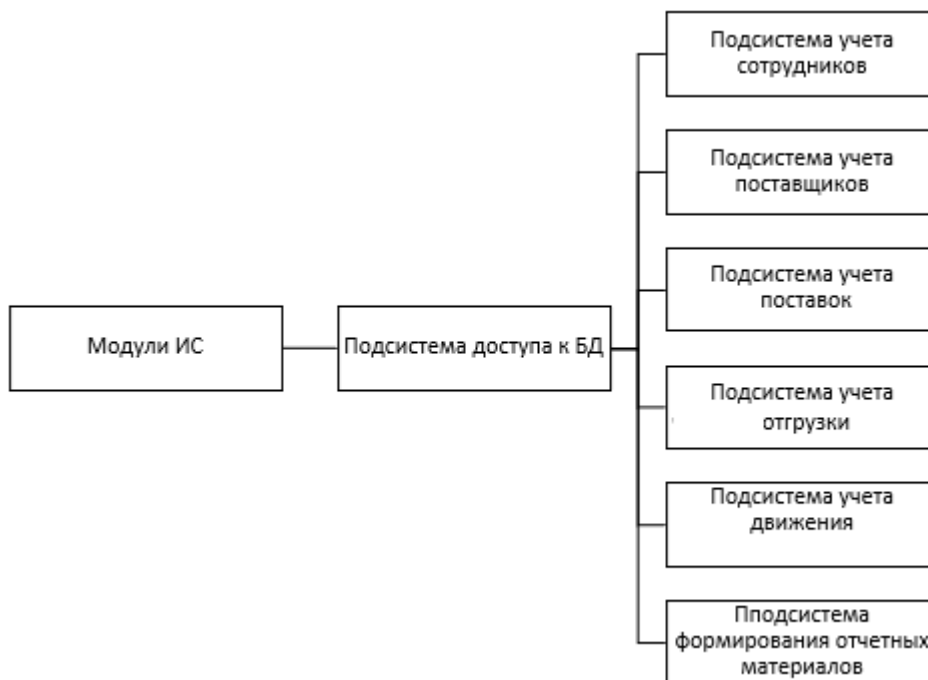 Подсистема учета
сотрудников
Подсистема учета
поставщиков
Подсистема учета
поставок
Модули ИС
Подсистема доступа к БД
Подсистема учета
отгрузки
Подсистема учета
движения
Пподсистема
формирования отчетных
материалов